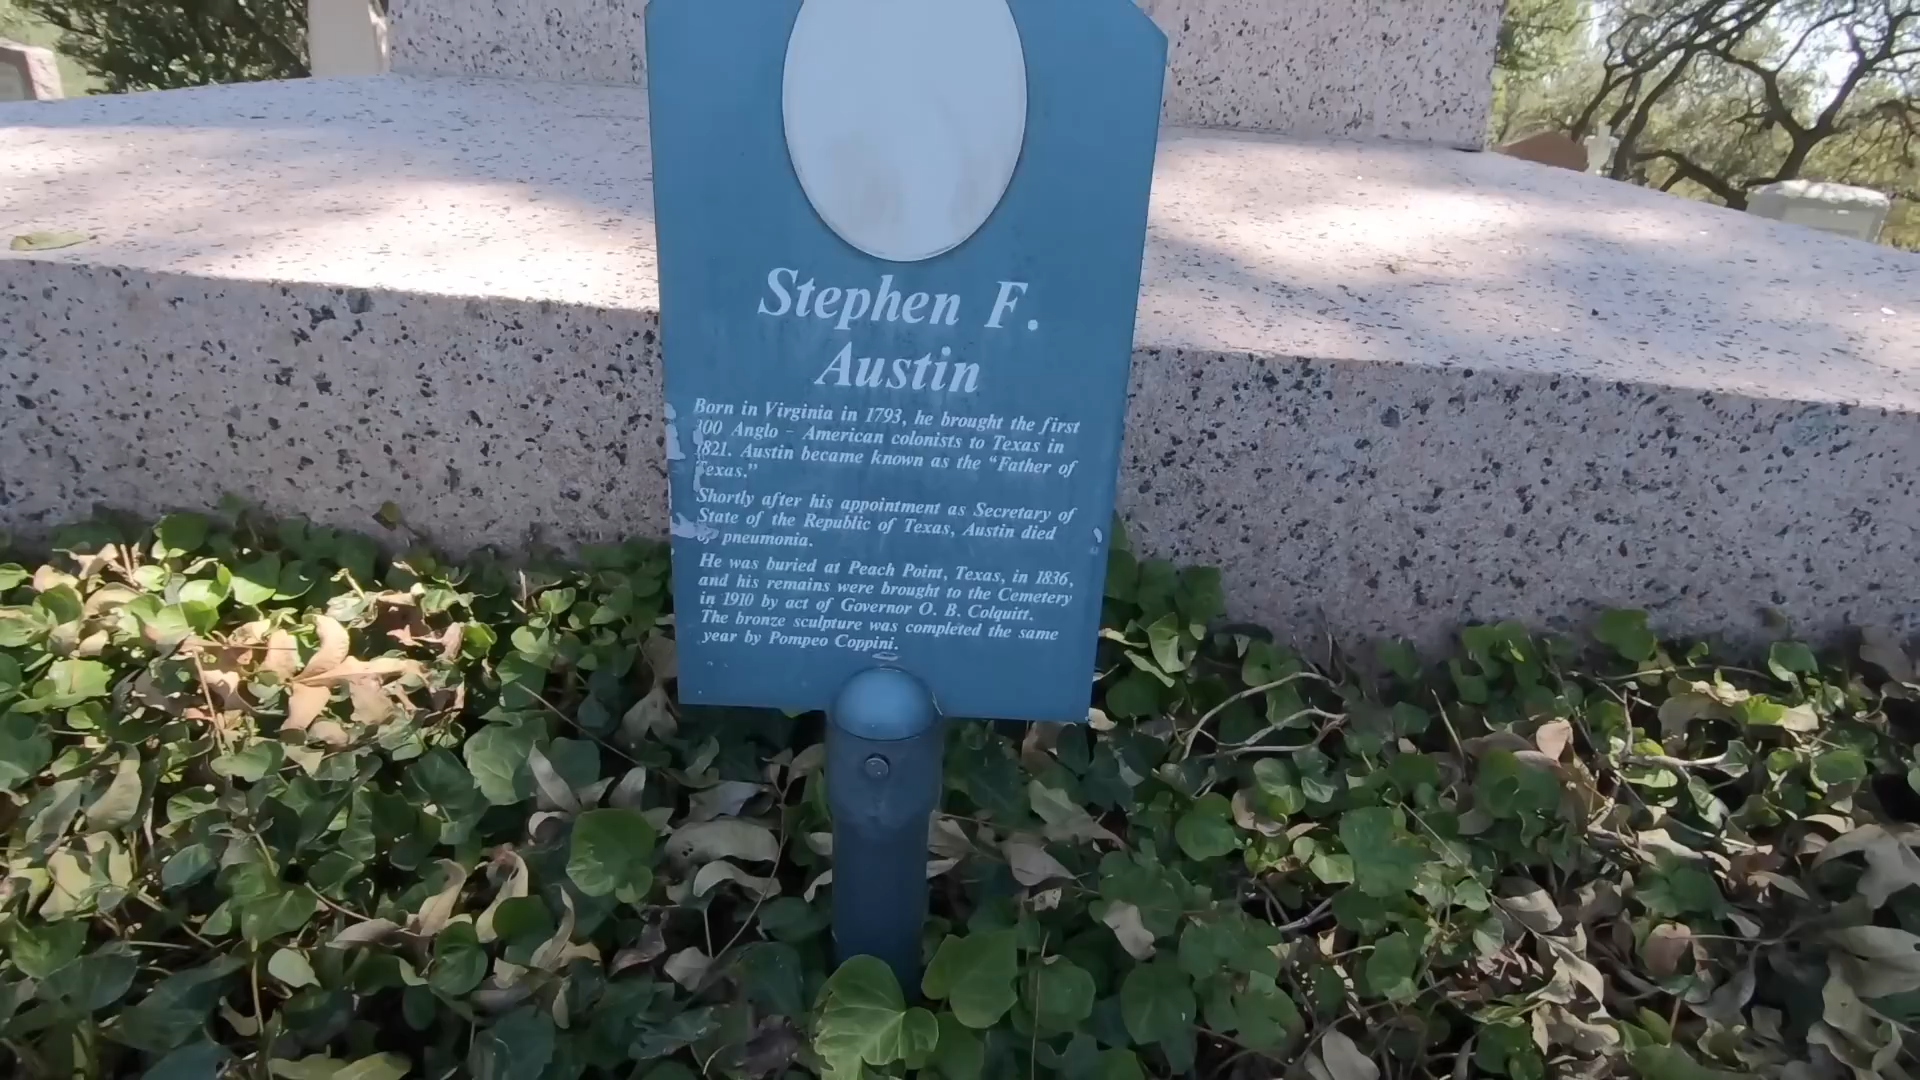 Stephen F.
Austin
Born in Virginia in 1793, he brought the first
300 Anglo - American colonists to Texas in
1821. Austin became known as the “Father of
Texas.”
Shortly after his appointment as Secretary of
State of the Republic of Texas, Austin died
of pneumonia.
He was buried at Peach Point, Texas, in 1836,
and his remains were brought to the Cemetery
in 1910 by act of Governor O. B. Colquitt.
The bronze sculpture was completed the same
year by Pompeo Coppini.